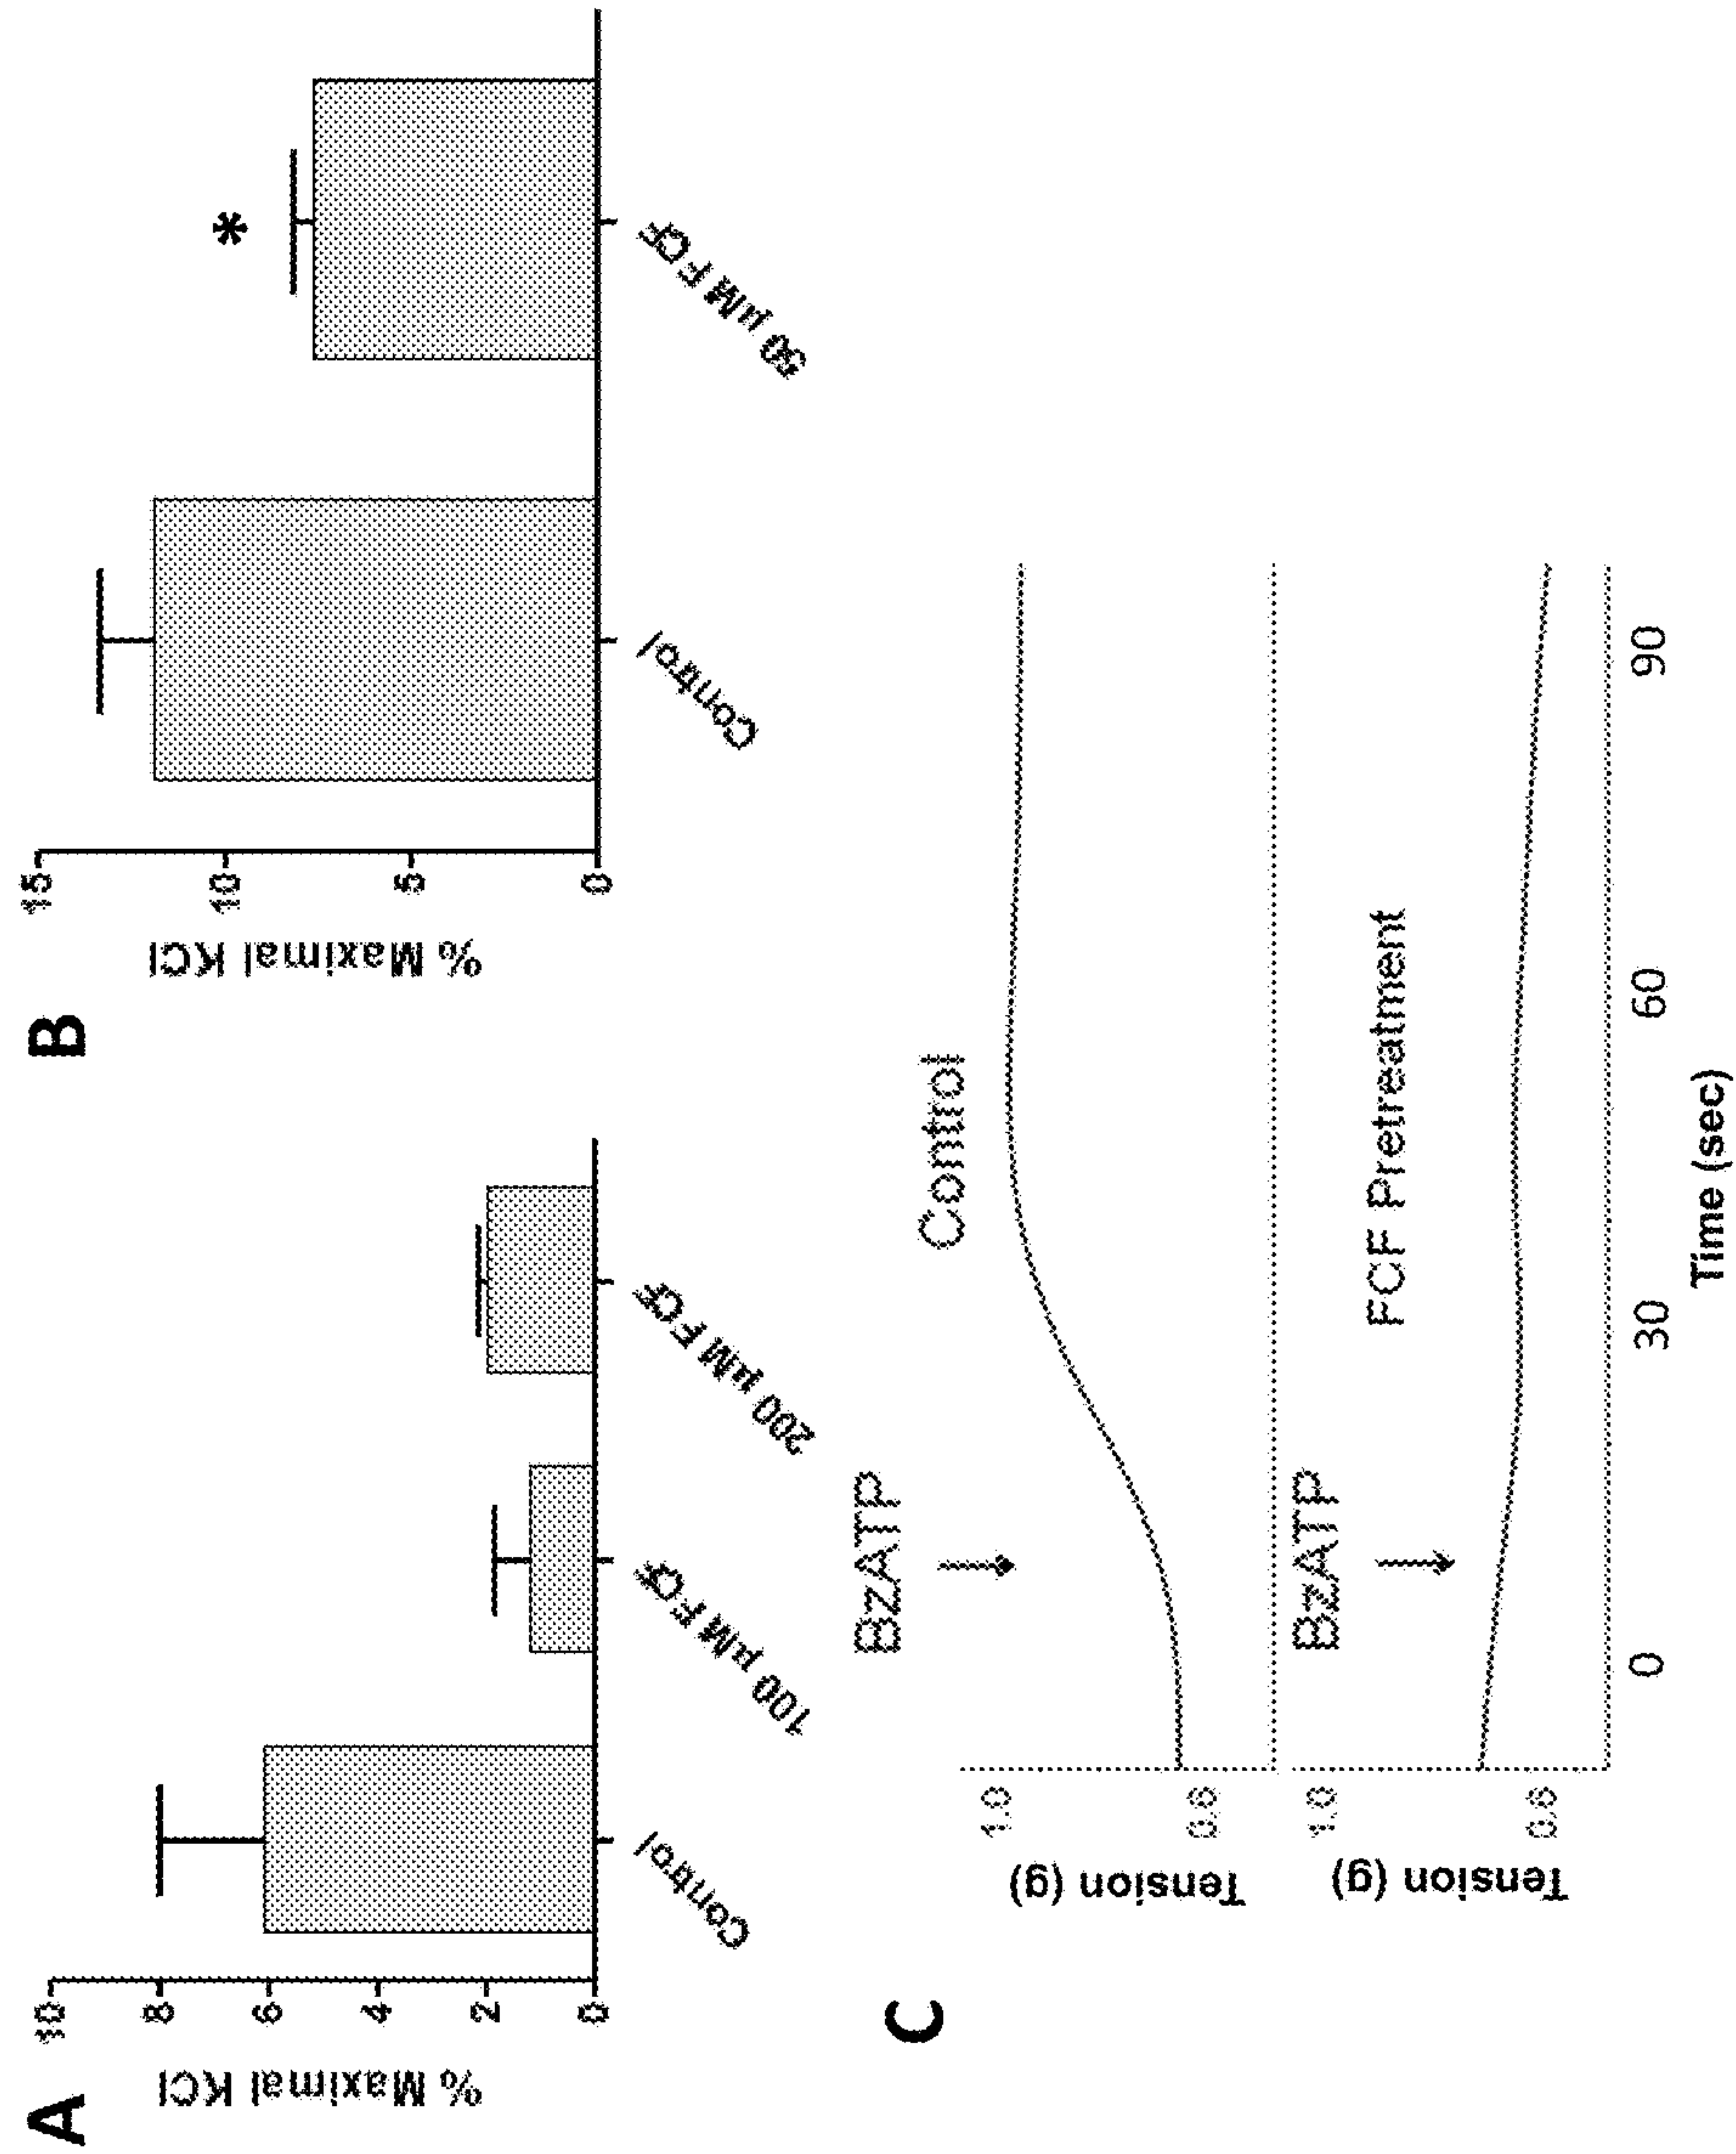 A
% Maximal KCl
10
8
6
4
2
0
Control
100 µM FCF
200 µM FCF
B
% Maximal KCl
15
10
5
0
Control
50 µM FCF
*
C
BzATP
Control
Tension (g)
1.0
0.6
BzATP
FCF Pretreatment
Tension (g)
1.0
0.6
0 30 60 90
Time (sec)